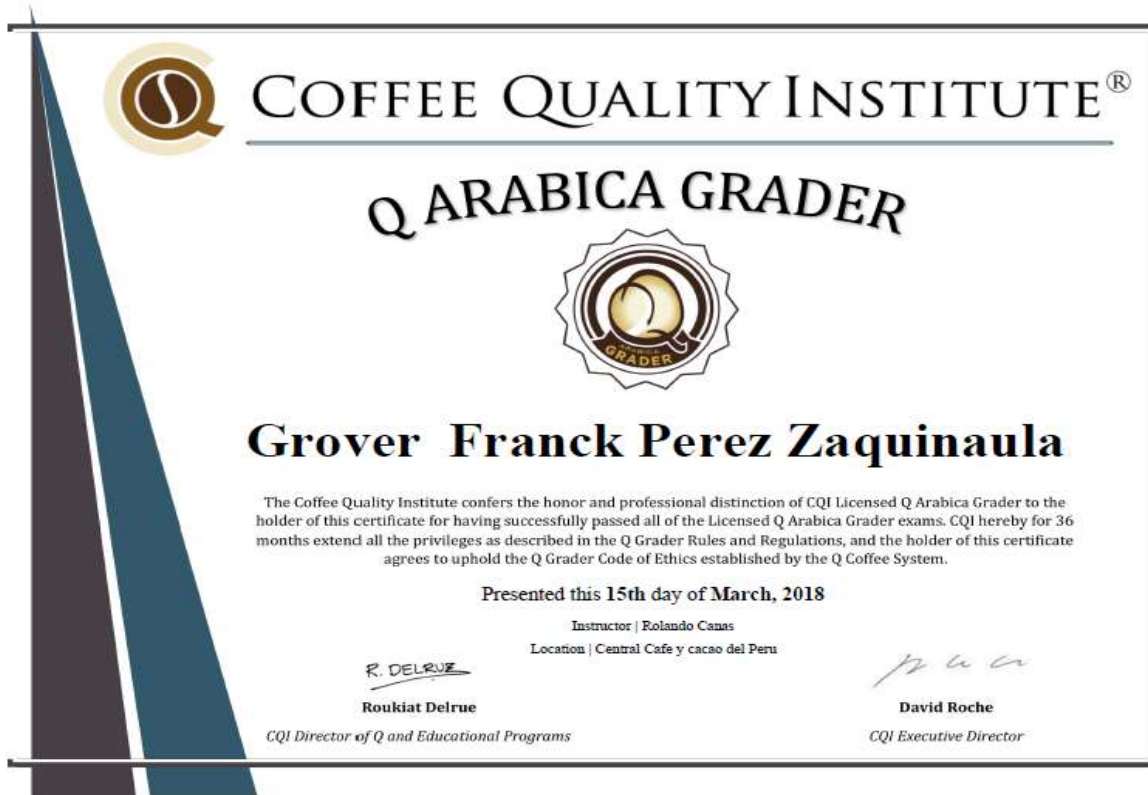 COFFEE QUALITY INSTITUTE®
Q ARABICA GRADER
ARABICA
GRADER
Grover Franck Perez Zaquinaula
The Coffee Quality Institute confers the honor and professional distinction of CQI Licensed Q Arabica Grader to the
holder of this certificate for having successfully passed all of the Licensed Q Arabica Grader exams. CQI hereby for 36
months extend all the privileges as described in the Q Grader Rules and Regulations, and the holder of this certificate
agrees to uphold the Q Grader Code of Ethics established by the Q Coffee System.
Presented this 15th day of March, 2018
Instructor | Rolando Canas
Location | Central Cafe y cacao del Peru
R. DELRUE
Roukiat Delrue
David Roche
CQI Director of Q and Educational Programs
CQI Executive Director